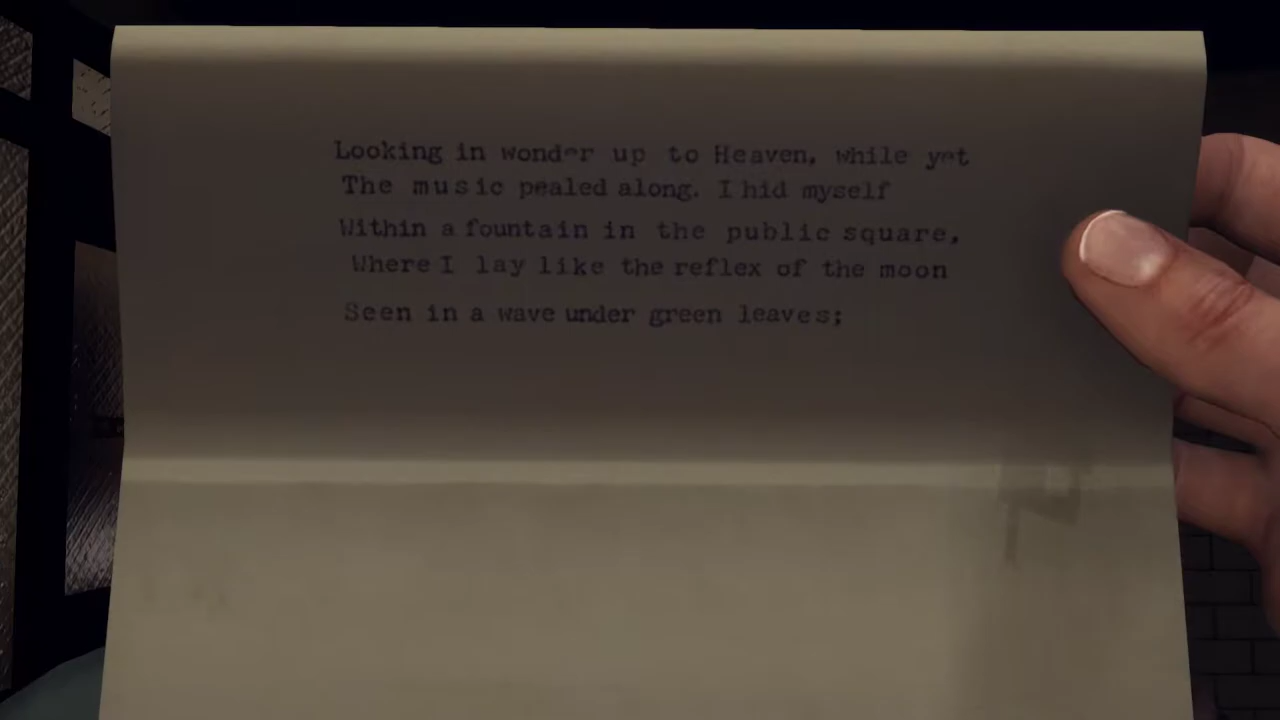 Looking in wonder up to Heaven, while yet
The music pealed along. I hid myself
Within a fountain in the public square,
Where I lay like the reflex of the moon
Seen in a wave under green leaves;